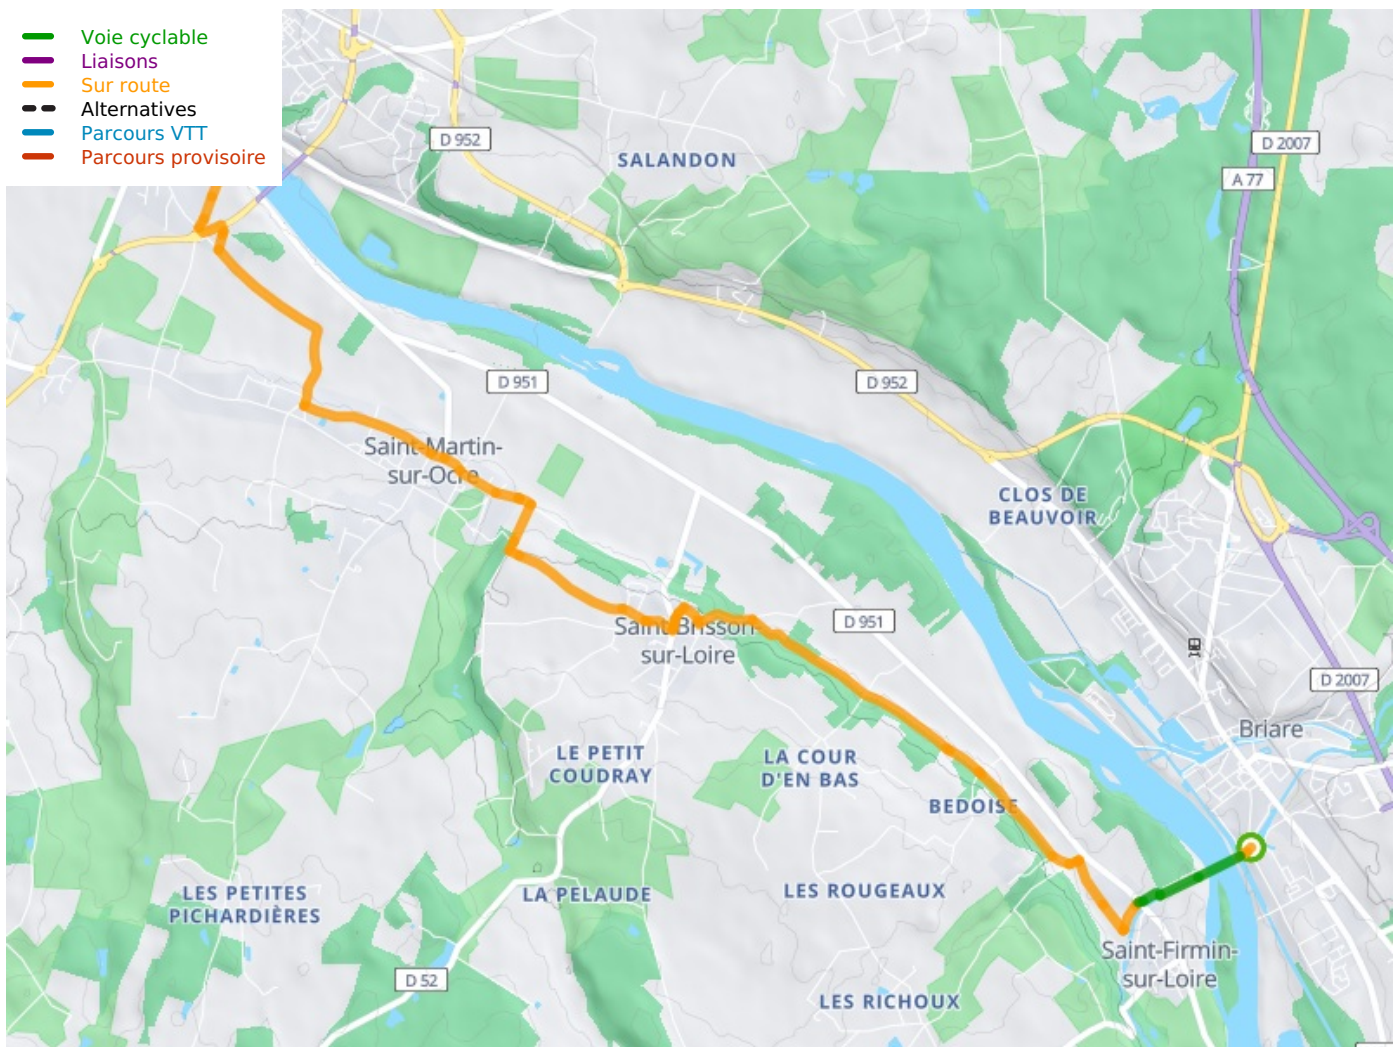 Voie cyclable
Liaisons
Sur route
Alternatives
Parcours VTT
Parcours provisoire
D 952
SALANDON
D 2007
A 77
D 951
D 952
Saint-Martin-
sur-Ocre
CLOS DE
BEAUVOIR
D 951
Saint-Brisson-
sur-Loire
D 2007
Briare
LE PETIT
COUDRAY
LA COUR
D'EN BAS
BEDOISE
LES PETITES
PICHARDIÈRES
LA PELAUDE
LES ROUGEAUX
Saint-Firmin-
sur-Loire
D 52
LES RICHOUX